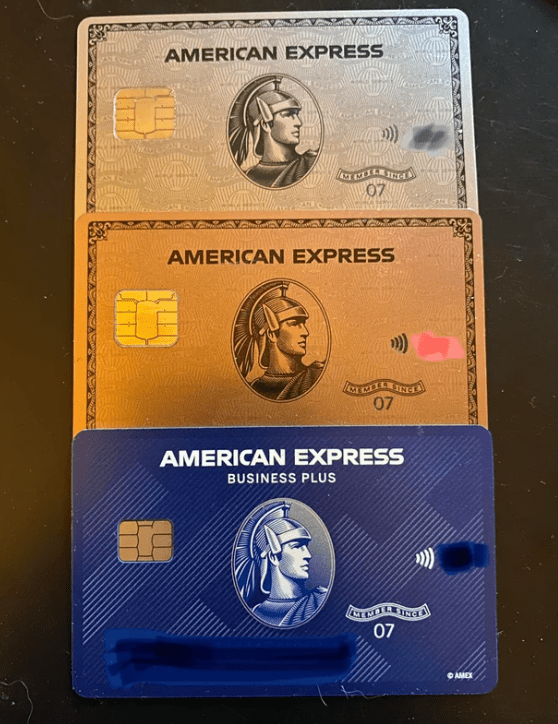 AMERICAN EXPRESS
MEMBER SINCE
07
AMERICAN EXPRESS
MEMBER SINCE
07
AMERICAN EXPRESS
BUSINESS PLUS
MEMBER SINCE
07
© AMEX